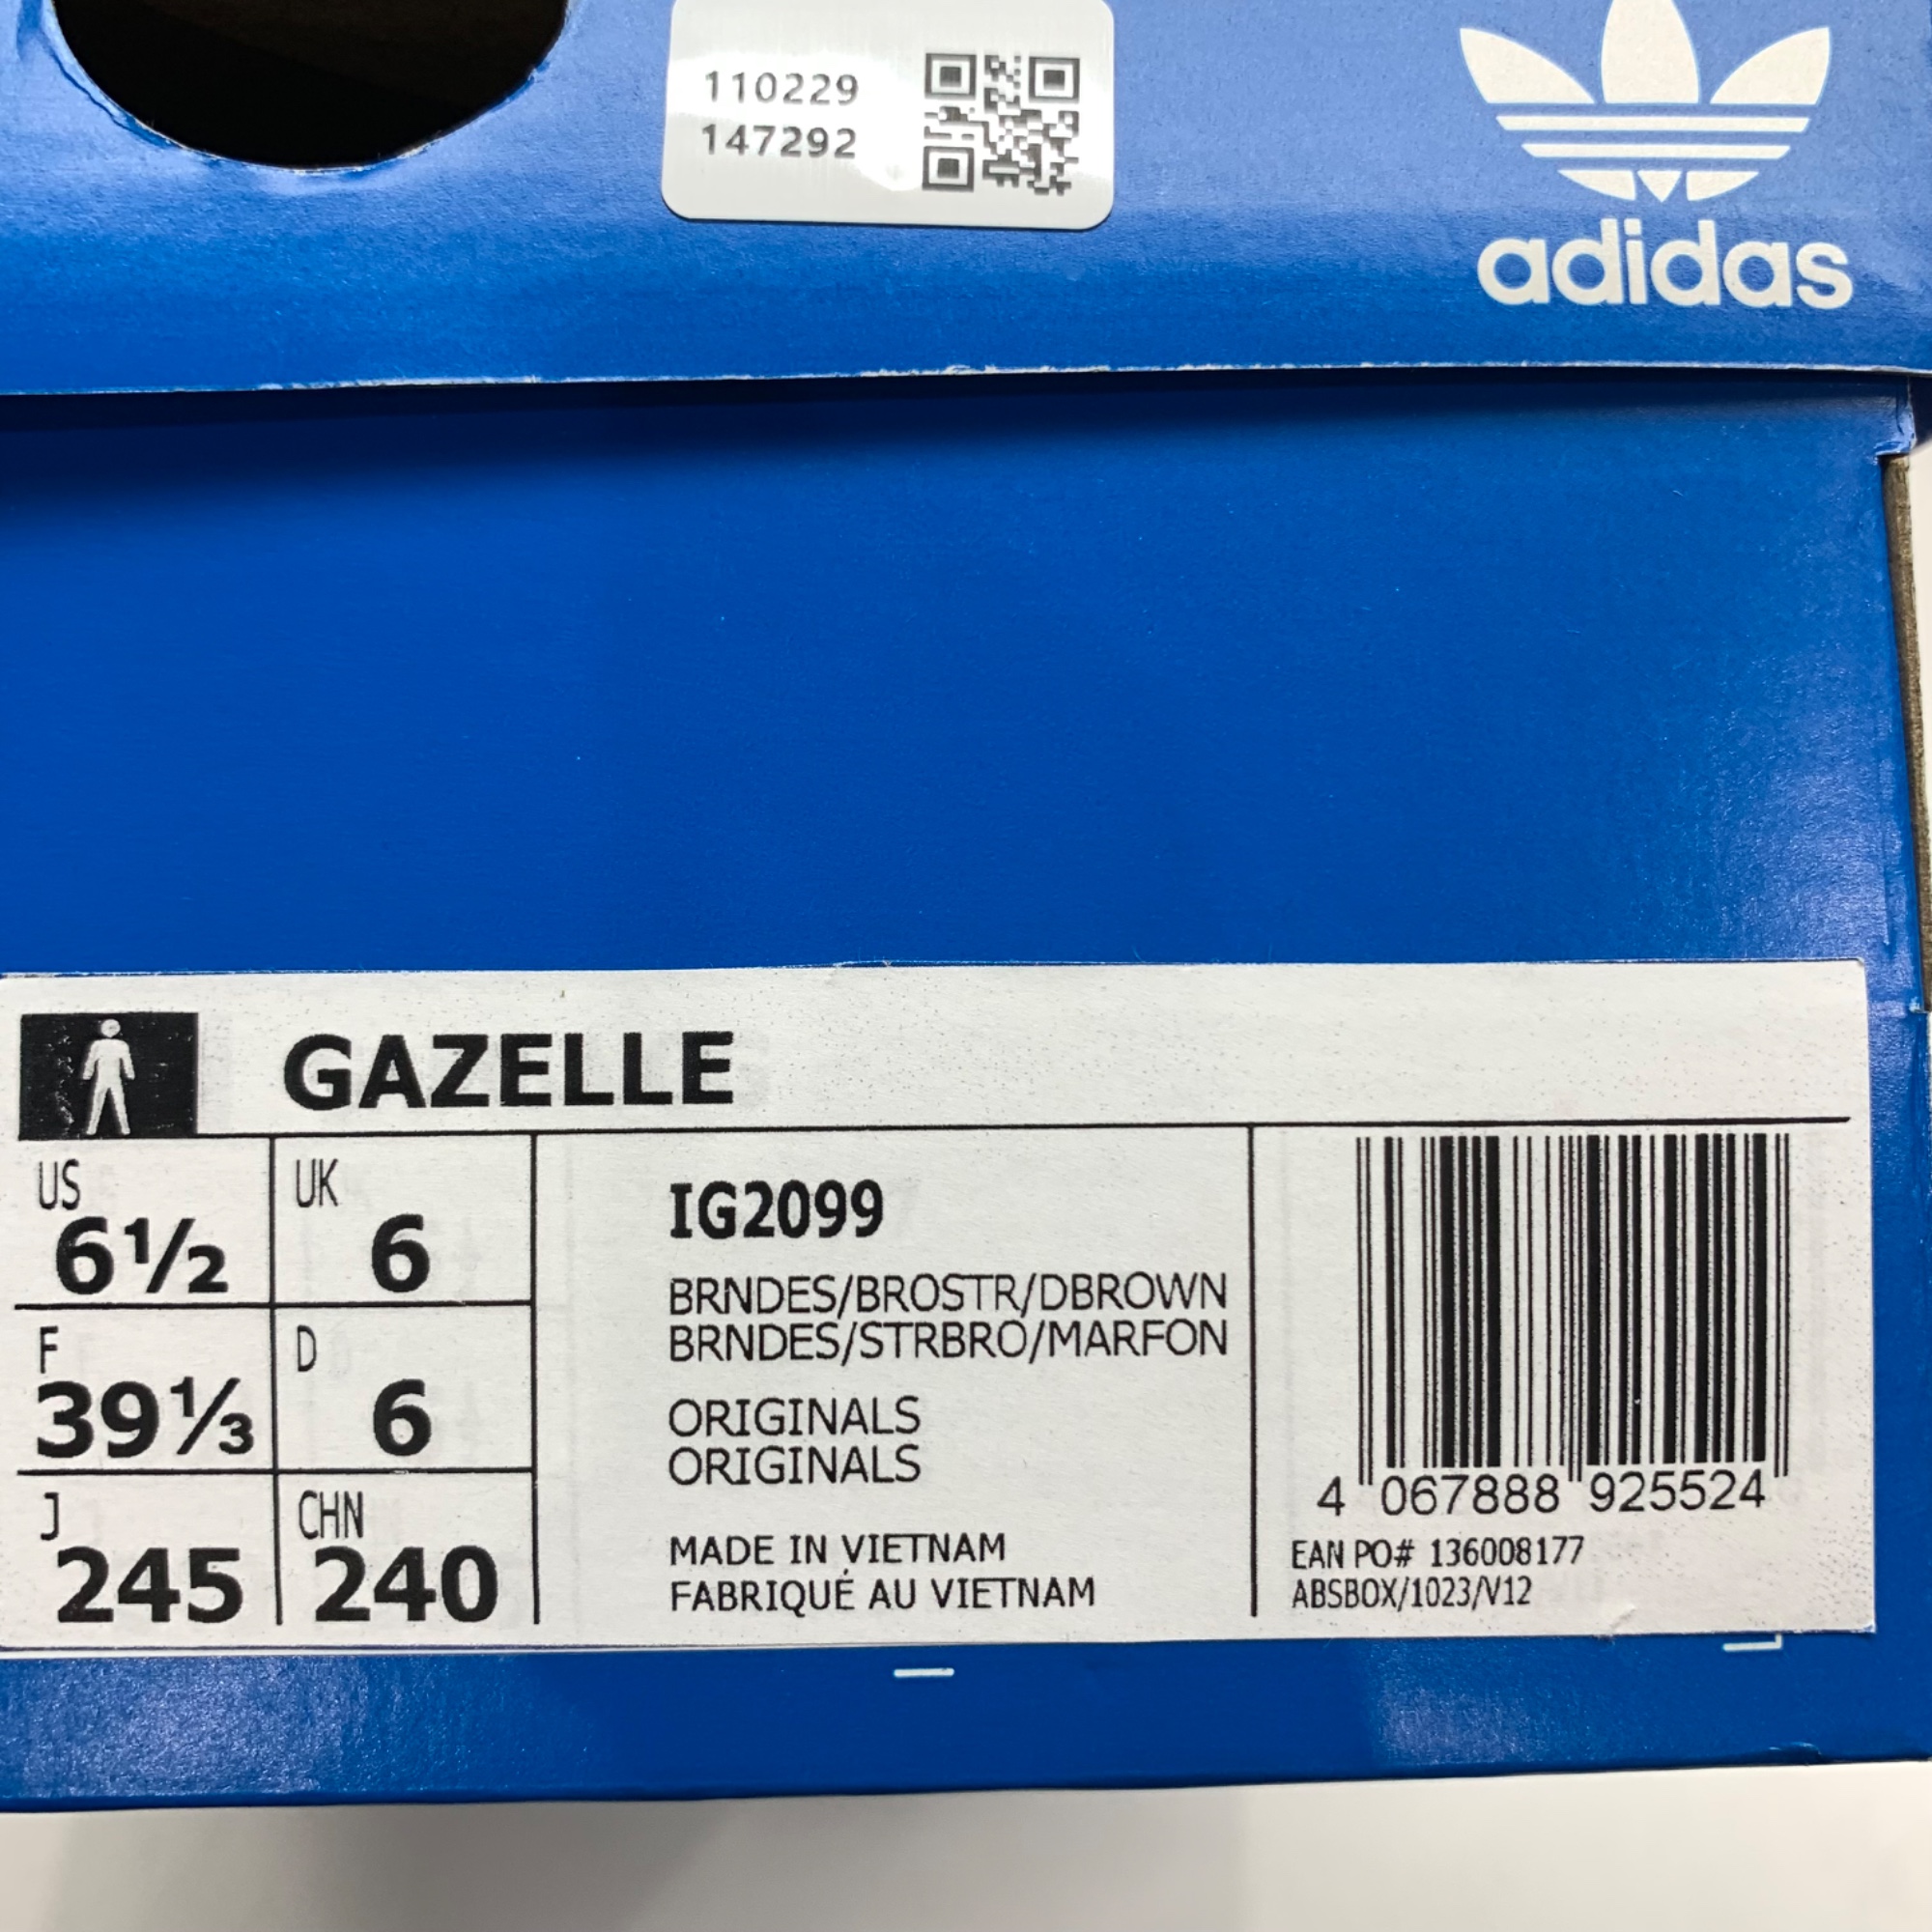 110229
147292
adidas
GAZELLE
US
6½
UK
6
F
39⅓
D
6
J
245
CHN
240
IG2099
BRNDES/BROSTR/DBROWN
BRNDES/STRBRO/MARFON
ORIGINALS
ORIGINALS
MADE IN VIETNAM
FABRIQUÉ AU VIETNAM
4 067888 925524
EAN PO# 136008177
ABSBOX/1023/V12